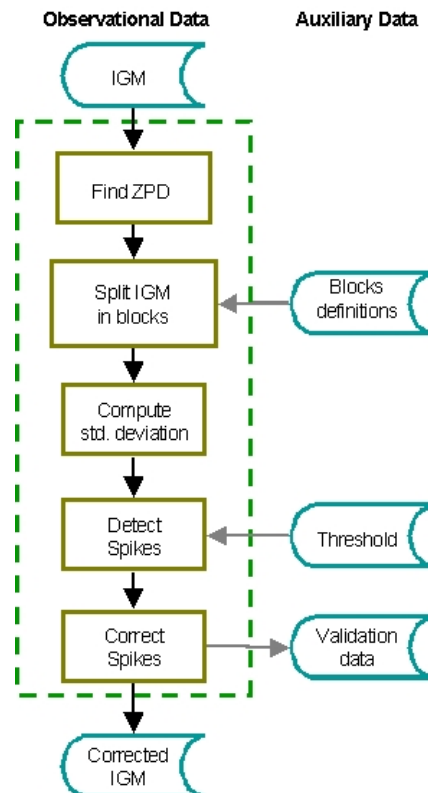 Observational Data
Auxiliary Data
IGM
Find ZPD
Split IGM
in blocks
Blocks
definitions
Compute
std. deviation
Detect
Spikes
Threshold
Correct
Spikes
Validation
data
Corrected
IGM